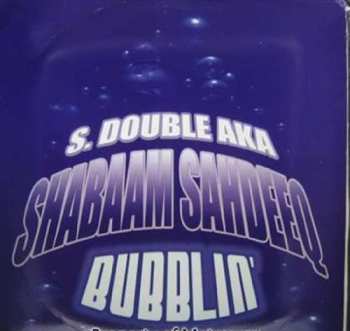 S. DOUBLE AKA
SHABAAM SAHDEEQ
BUBBLIN'